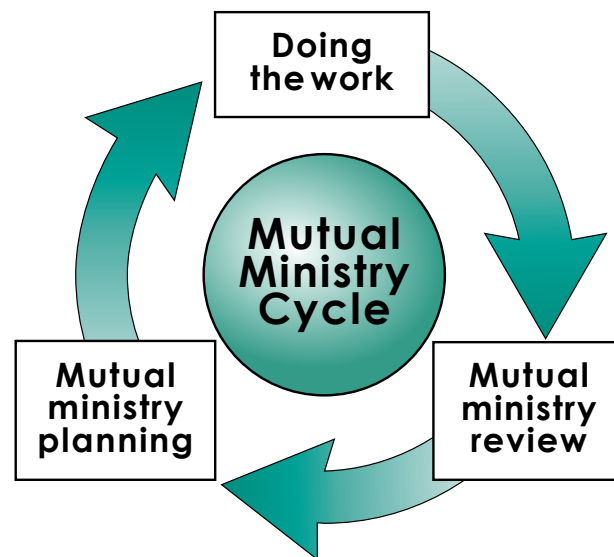 Doing
the work
Mutual
Ministry
Cycle
Mutual
ministry
planning
Mutual
ministry
review